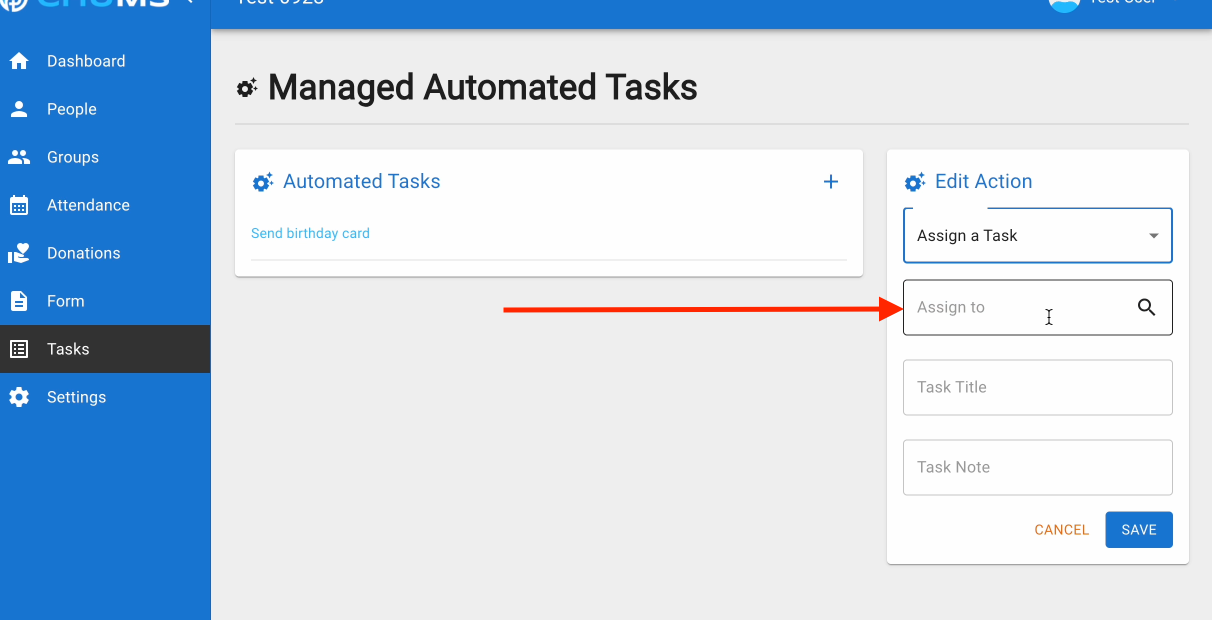 CHUMS
Test 0923
Test User
Dashboard
People
Groups
Attendance
Donations
Form
Tasks
Settings
Managed Automated Tasks
Automated Tasks
Send birthday card
Edit Action
Assign a Task
Assign to
Task Title
Task Note
CANCEL
SAVE